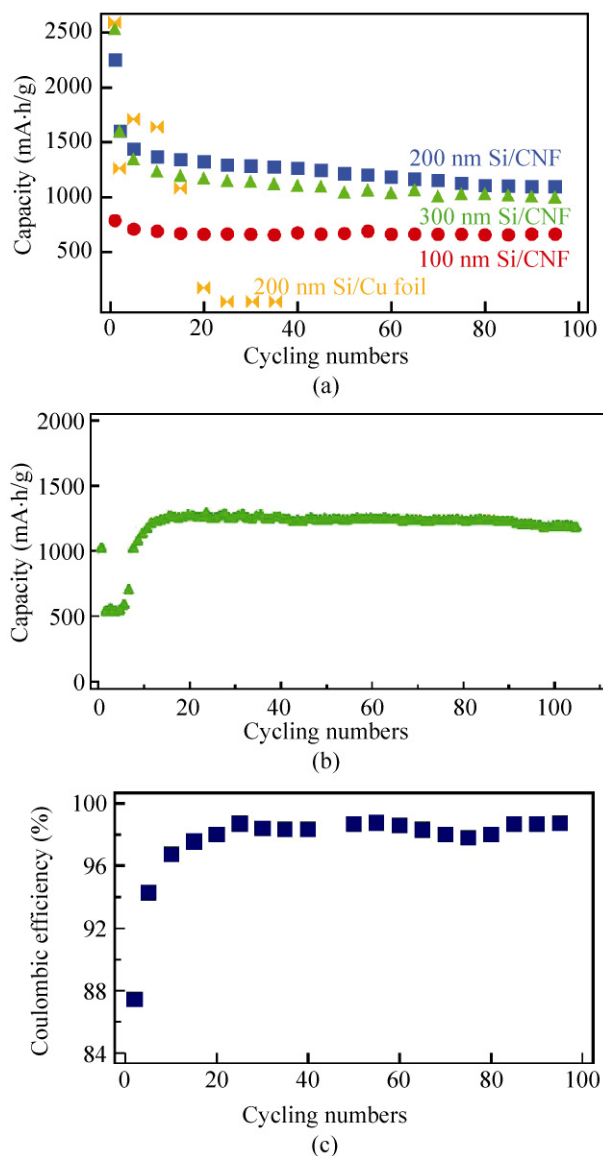 2500
2000
1500
1000
500
Capacity (mA·h/g)
200 nm Si/CNF
300 nm Si/CNF
100 nm Si/CNF
200 nm Si/Cu foil
0 20 40 60 80 100
Cycling numbers
(a)
2000
1500
1000
500
0
Capacity (mA·h/g)
0 20 40 60 80 100
Cycling numbers
(b)
100
96
92
88
84
Coulombic efficiency (%)
0 20 40 60 80 100
Cycling numbers
(c)